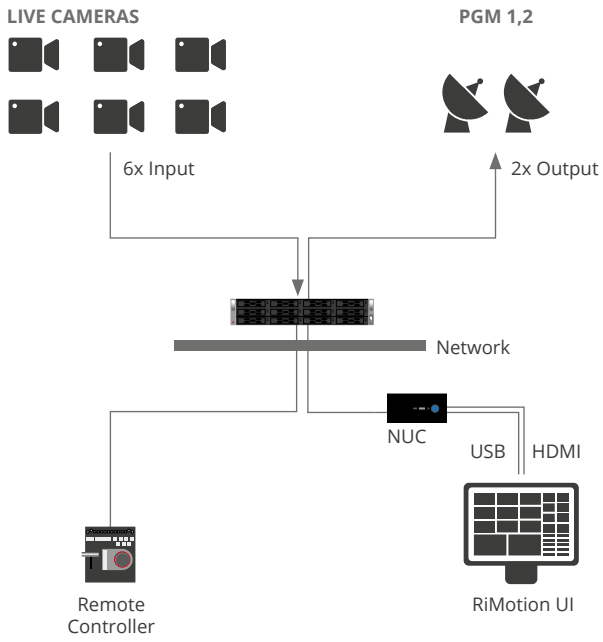 LIVE CAMERAS
PGM 1,2
6x Input
2x Output
Network
NUC
USB
HDMI
Remote
Controller
RiMotion UI